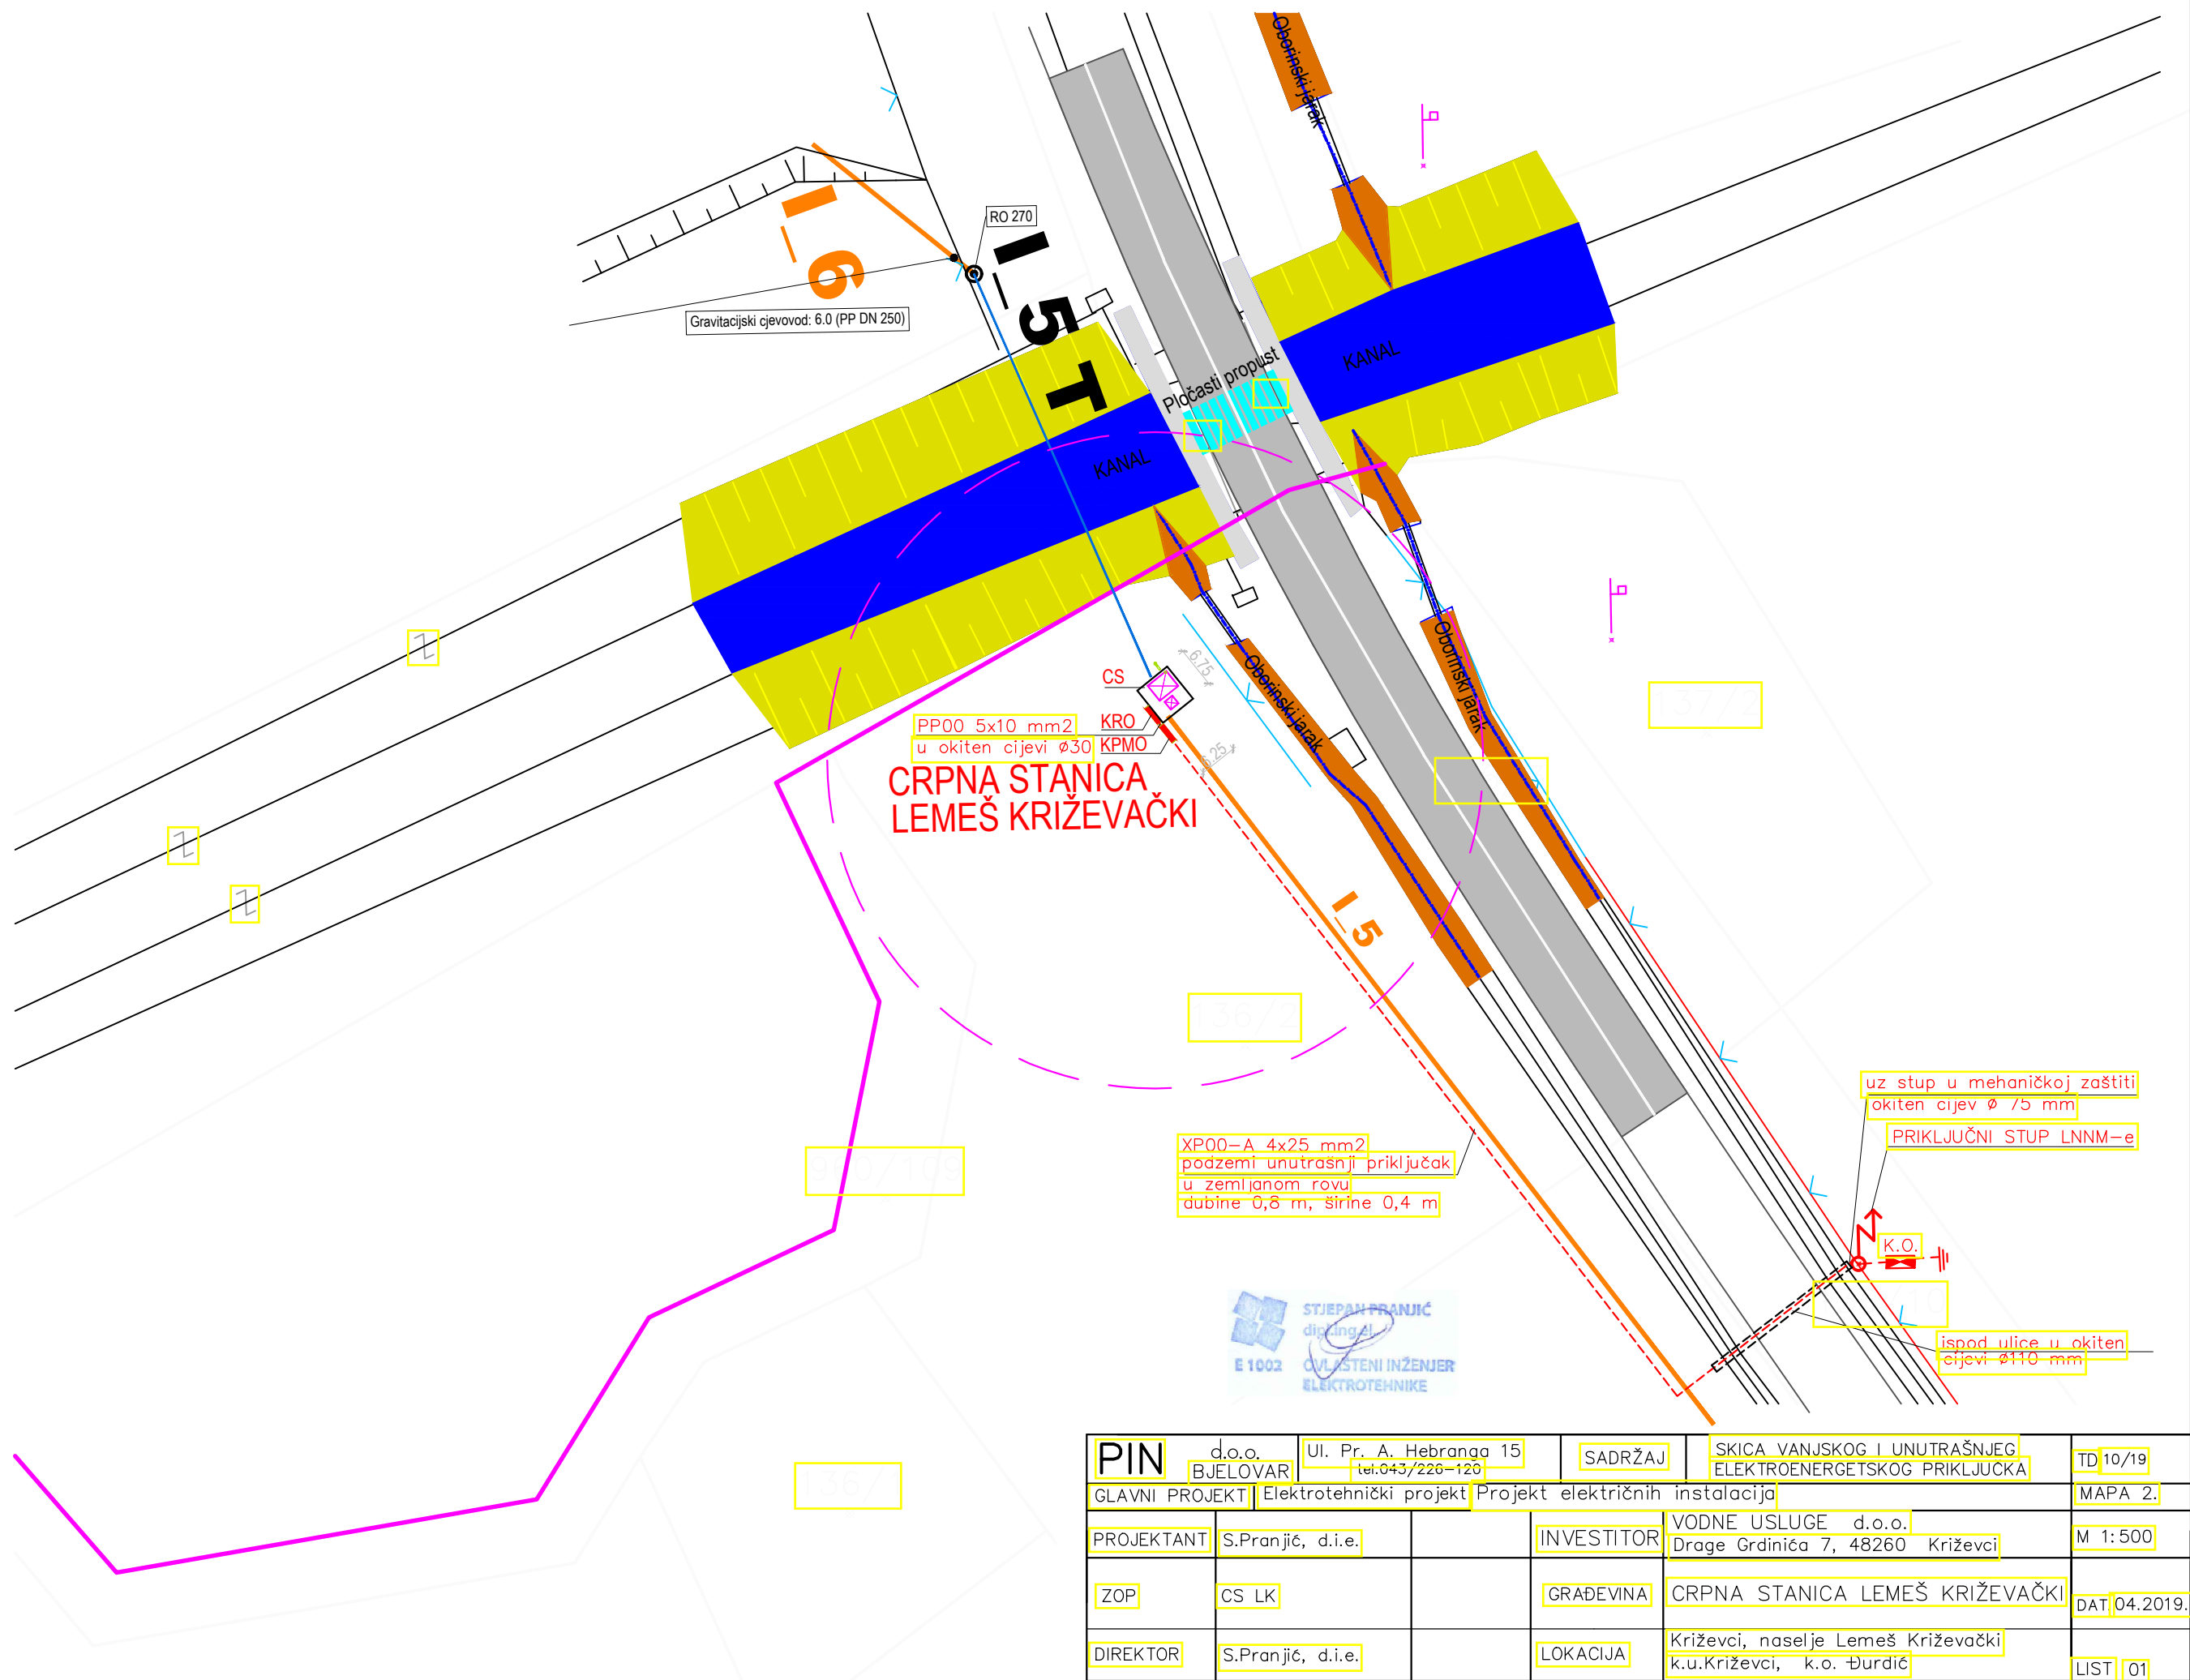 Oborinski jarak
RO 270
I_6
I_5 T
Gravitacijski cjevovod: 6.0 (PP DN 250)
KANAL
Pločasti propust
KANAL
CS
6,75
Oborinski jarak
Oborinski jarak
PP00 5x10 mm2
KRO
u okiten cijevi ø30
KPMO
CRPNA STANICA
LEMEŠ KRIŽEVAČKI
I_5
136/2
uz stup u mehaničkoj zaštiti
okiten cijev ø 75 mm
PRIKLJUČNI STUP LNNM-e
XP00-A 4x25 mm2
podzemi unutrašnji priključak
u zemljanom rovu
dubine 0,8 m, širine 0,4 m
K.O.
STJEPAN PRANJIĆ
dipl.ing.el.
E 1002
OVLAŠTENI INŽENJER
ELEKTROTEHNIKE
ispod ulice u okiten
cijevi ø110 mm
PIN d.o.o.
BJELOVAR
Ul. Pr. A. Hebranga 15
tel.043/226-126
SADRŽAJ
SKICA VANJSKOG I UNUTRAŠNJEG
ELEKTROENERGETSKOG PRIKLJUČKA
TD 10/19
GLAVNI PROJEKT Elektrotehnički projekt Projekt električnih instalacija
MAPA 2.
PROJEKTANT S.Pranjić, d.i.e.
INVESTITOR
VODNE USLUGE d.o.o.
Drage Grdinića 7, 48260 Križevci
M 1:500
ZOP CS LK
GRAĐEVINA CRPNA STANICA LEMEŠ KRIŽEVAČKI
DAT. 04.2019.
DIREKTOR S.Pranjić, d.i.e.
LOKACIJA
Križevci, naselje Lemeš Križevački
k.u.Križevci, k.o. Đurdić
LIST 01